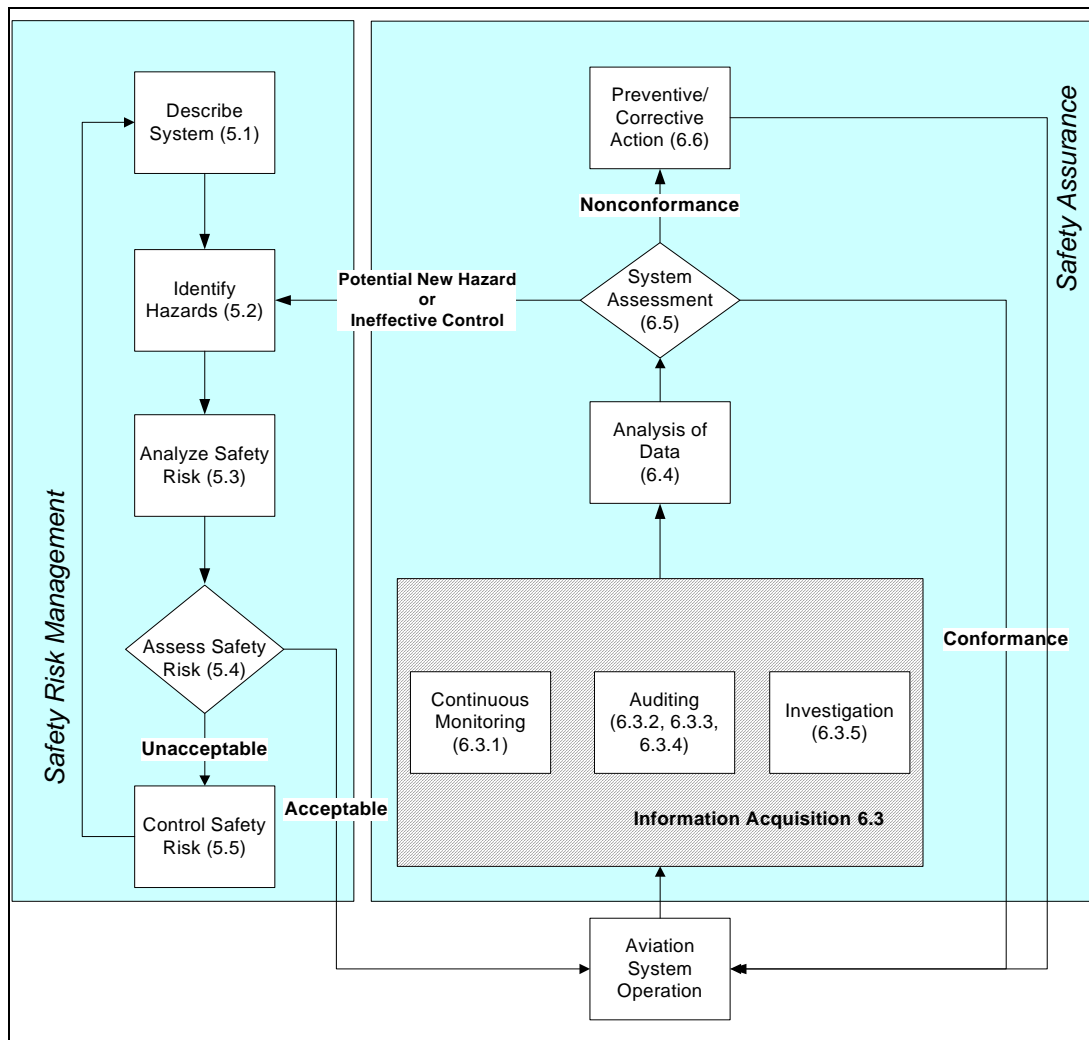 Safety Risk Management
Describe
System (5.1)
Identify
Hazards (5.2)
Analyze Safety
Risk (5.3)
Assess Safety
Risk (5.4)
Unacceptable
Control Safety
Risk (5.5)
Acceptable
Potential New Hazard
or
Ineffective Control
Safety Assurance
Preventive/
Corrective
Action (6.6)
Nonconformance
System
Assessment
(6.5)
Analysis of
Data
(6.4)
Conformance
Continuous
Monitoring
(6.3.1)
Auditing
(6.3.2, 6.3.3,
6.3.4)
Investigation
(6.3.5)
Information Acquisition 6.3
Aviation
System
Operation